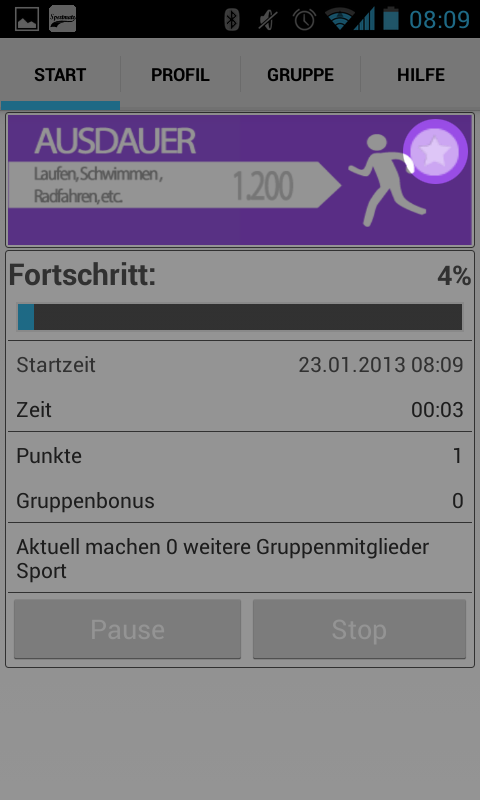 08:09
START PROFIL GRUPPE HILFE
AUSDAUER
Laufen, Schwimmen,
Radfahren, etc.
1.200
Fortschritt: 4%
Startzeit 23.01.2013 08:09
Zeit 00:03
Punkte 1
Gruppenbonus 0
Aktuell machen 0 weitere Gruppenmitglieder
Sport
Pause Stop